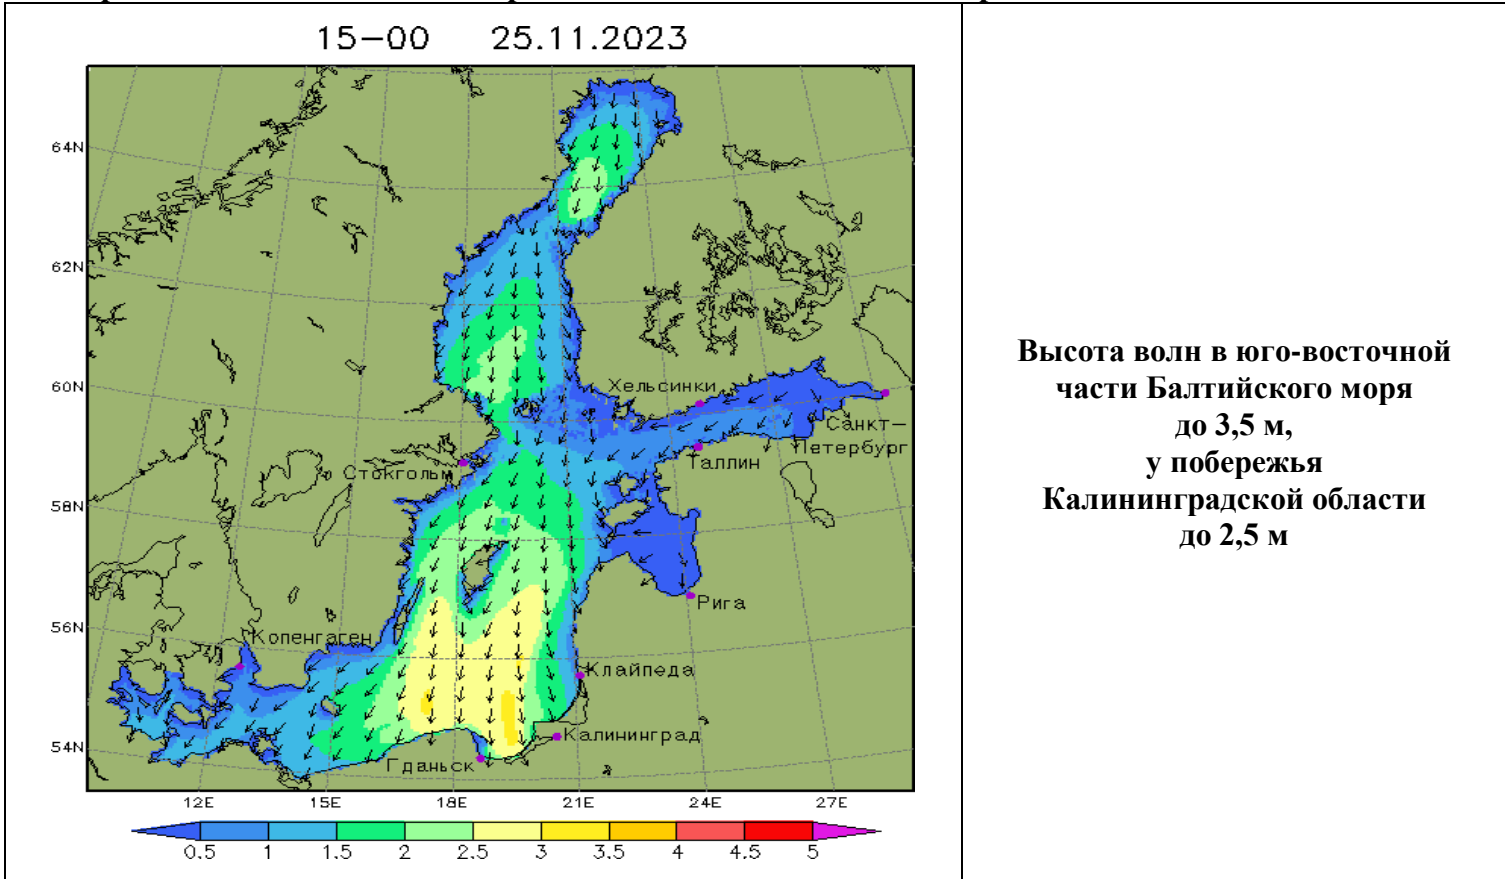 15-00 25.11.2023
64N
62N
60N
58N
56N
54N
Хельсинки
Санкт-
Петербург
Таллин
Стокгольм
Рига
Копенгаген
Клайпеда
Калининград
Гданьск
12E 15E 18E 21E 24E 27E
0.5 1 1.5 2 2.5 3 3.5 4 4.5 5
Высота волн в юго-восточной
части Балтийского моря
до 3,5 м,
у побережья
Калининградской области
до 2,5 м